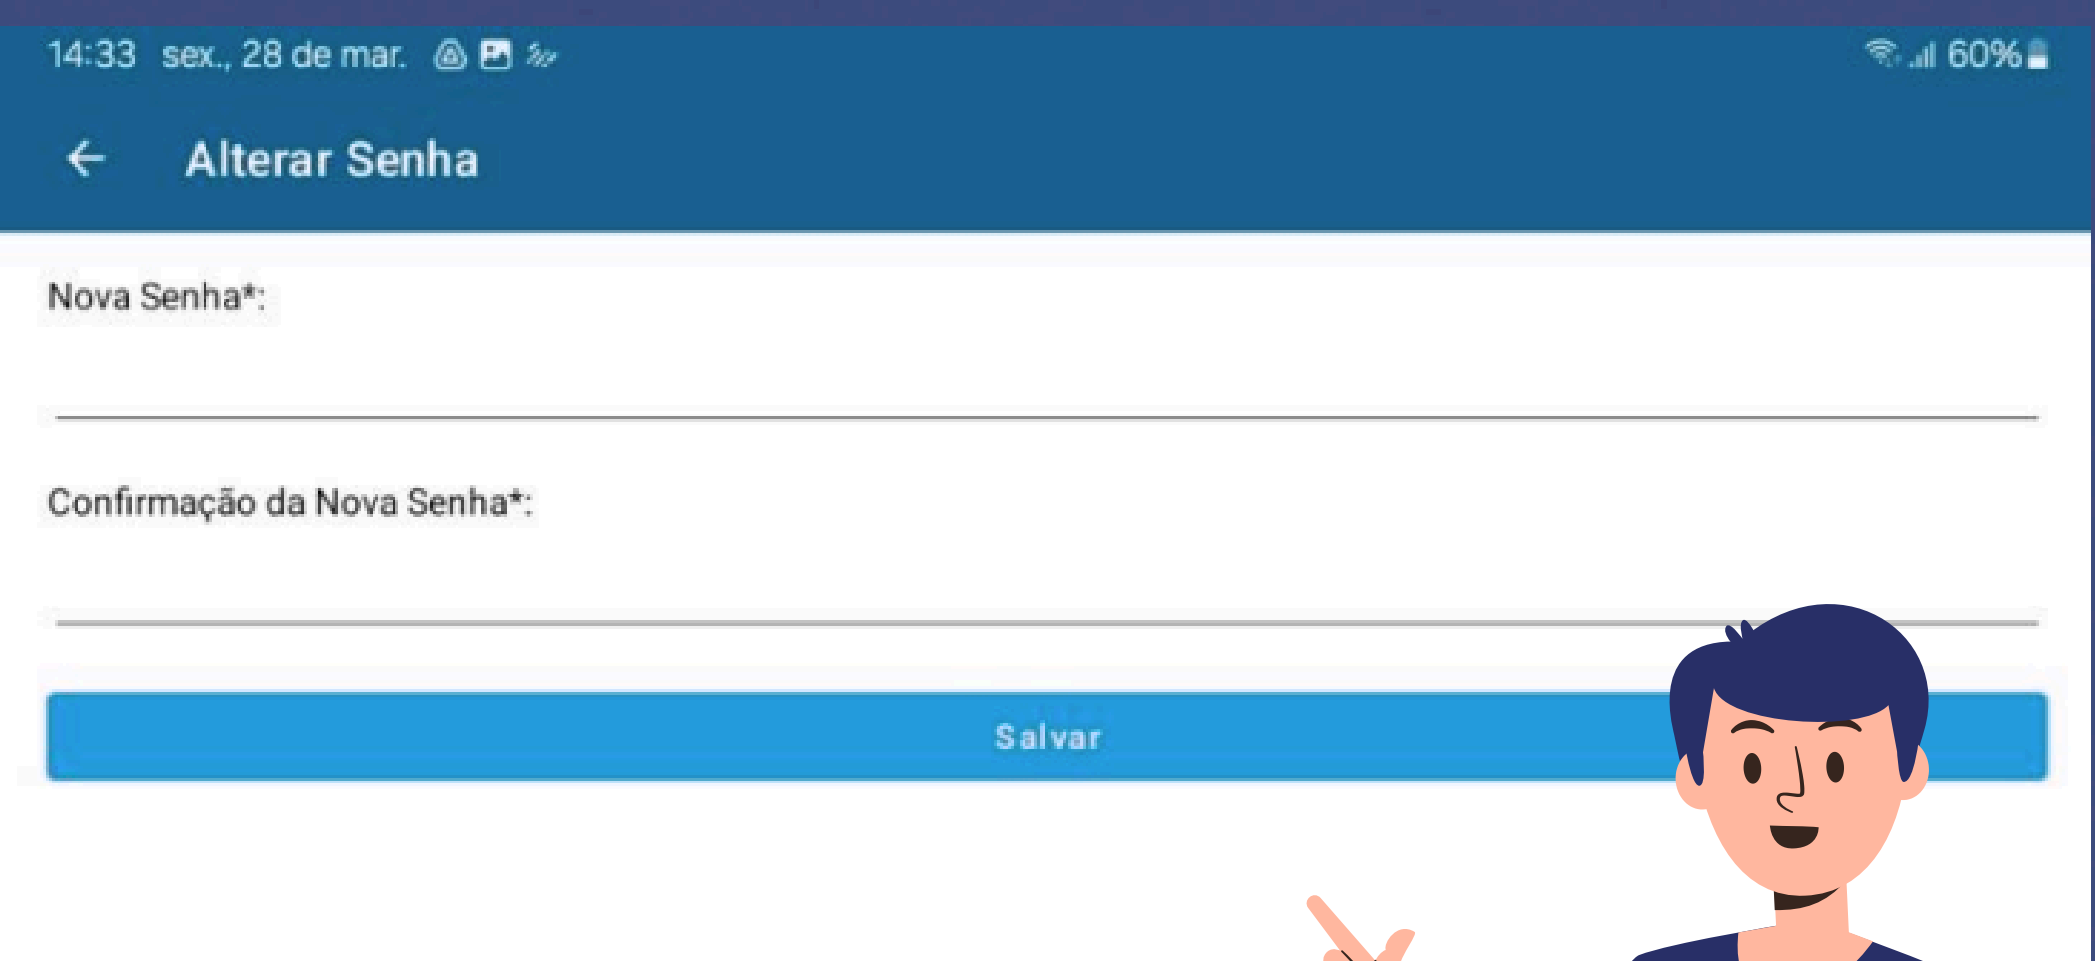 14:33 sex., 28 de mar. 60%
Alterar Senha
Nova Senha*:
Confirmação da Nova Senha*:
Salvar